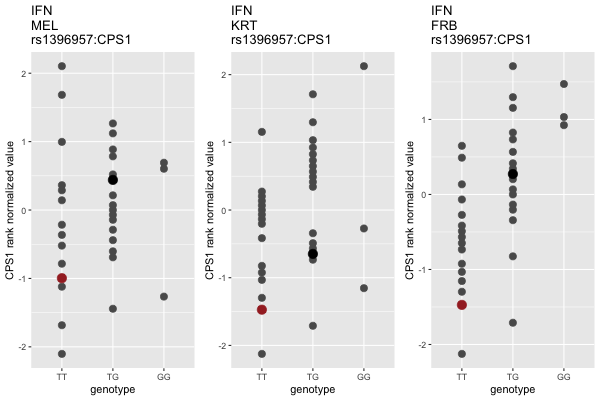 IFN
MEL
rs1396957:CPS1
CPS1 rank normalized value
2
1
0
-1
-2
TT
TG
GG
genotype
IFN
KRT
rs1396957:CPS1
CPS1 rank normalized value
2
1
0
-1
-2
TT
TG
GG
genotype
IFN
FRB
rs1396957:CPS1
CPS1 rank normalized value
1
0
-1
-2
TT
TG
GG
genotype